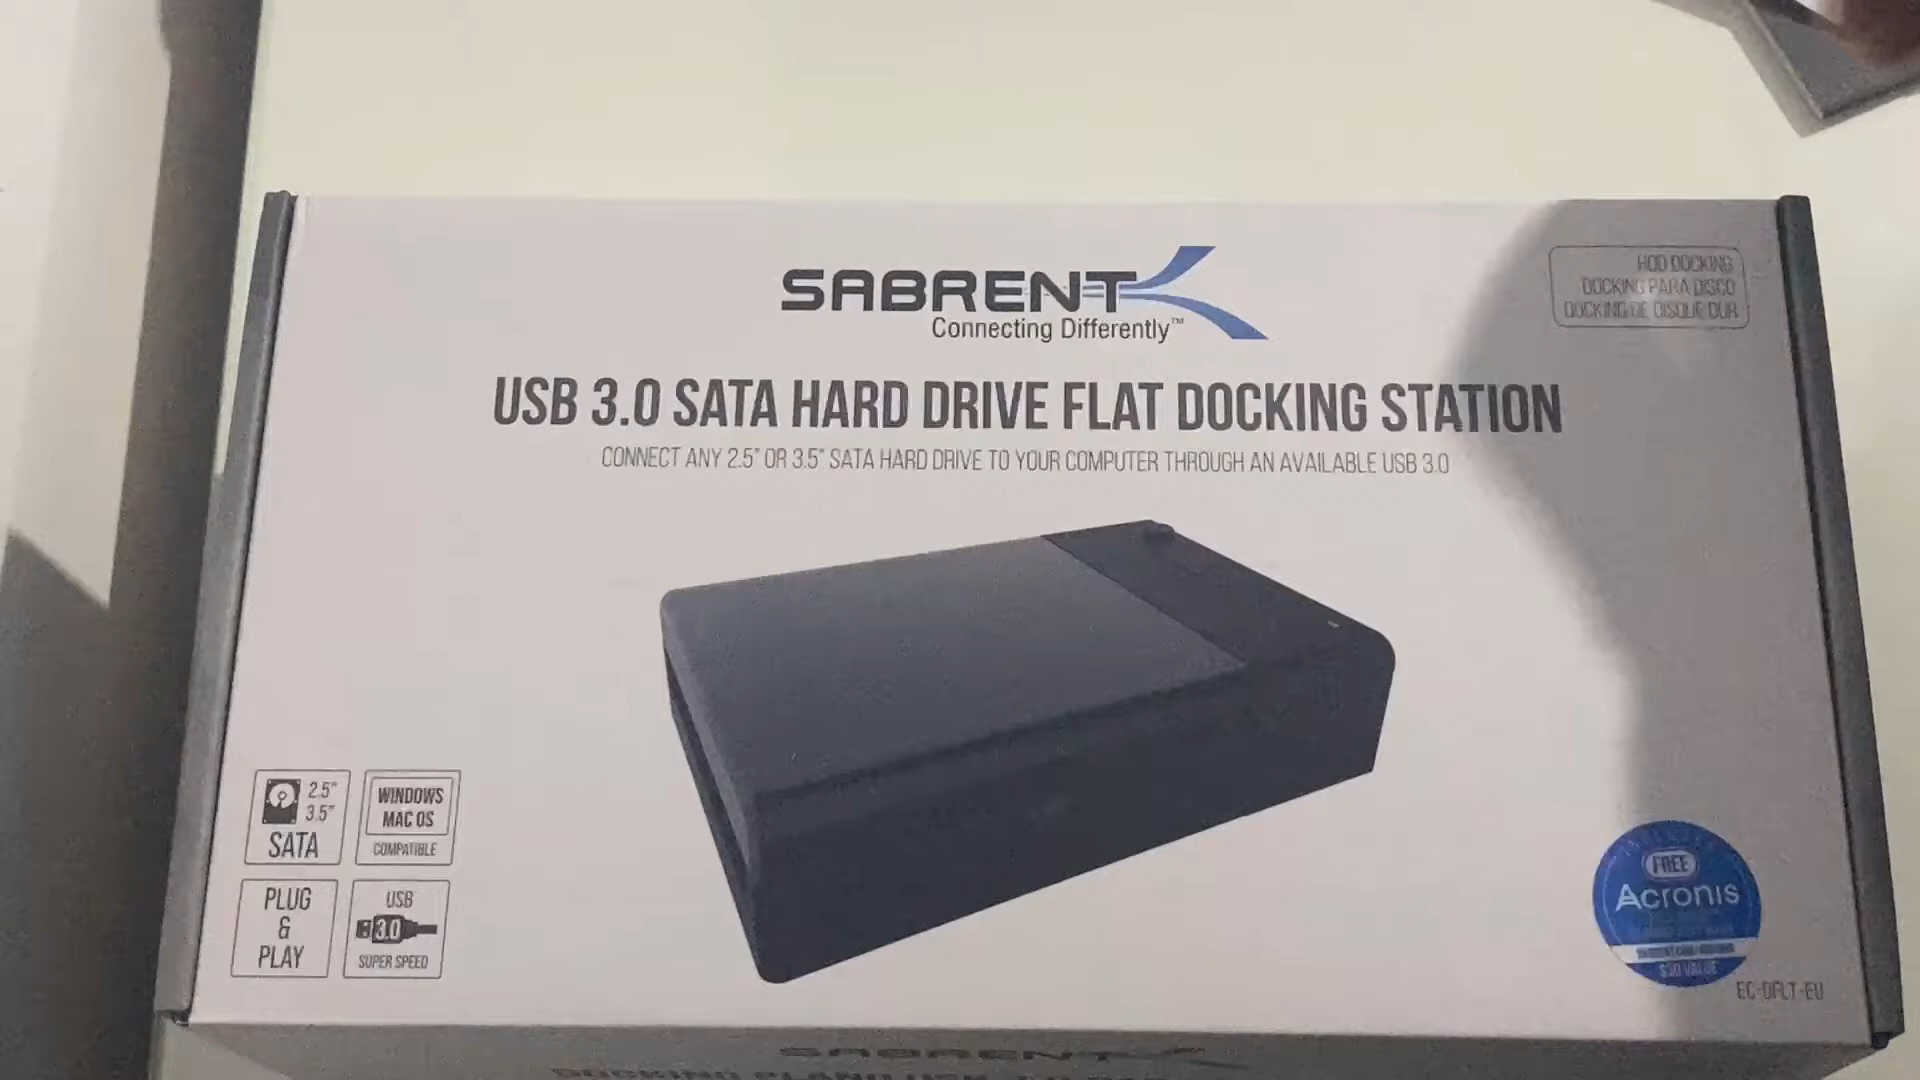 SABRENT
Connecting Differently™
HDD DOCKING
DOCKING PARA DISCO
DOCKING DE DISQUE DUR
USB 3.0 SATA HARD DRIVE FLAT DOCKING STATION
CONNECT ANY 2.5" OR 3.5" SATA HARD DRIVE TO YOUR COMPUTER THROUGH AN AVAILABLE USB 3.0
2.5"
3.5"
SATA
WINDOWS
MAC OS
COMPATIBLE
PLUG
&
PLAY
USB
3.0
SUPER SPEED
FREE
Acronis
$50 VALUE
EC-DFLT-EU
SABRENT